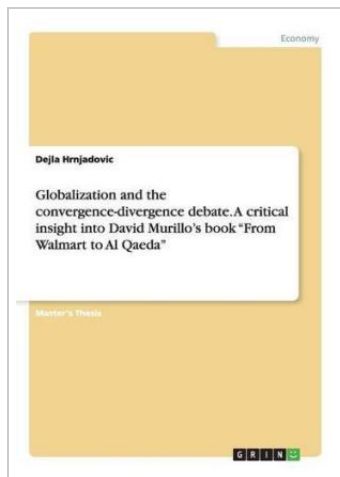 Economy
Dejla Hrnjadovic
Globalization and the
convergence-divergence debate. A critical
insight into David Murillo's book "From
Walmart to Al Qaeda"
Master's Thesis
GRIN